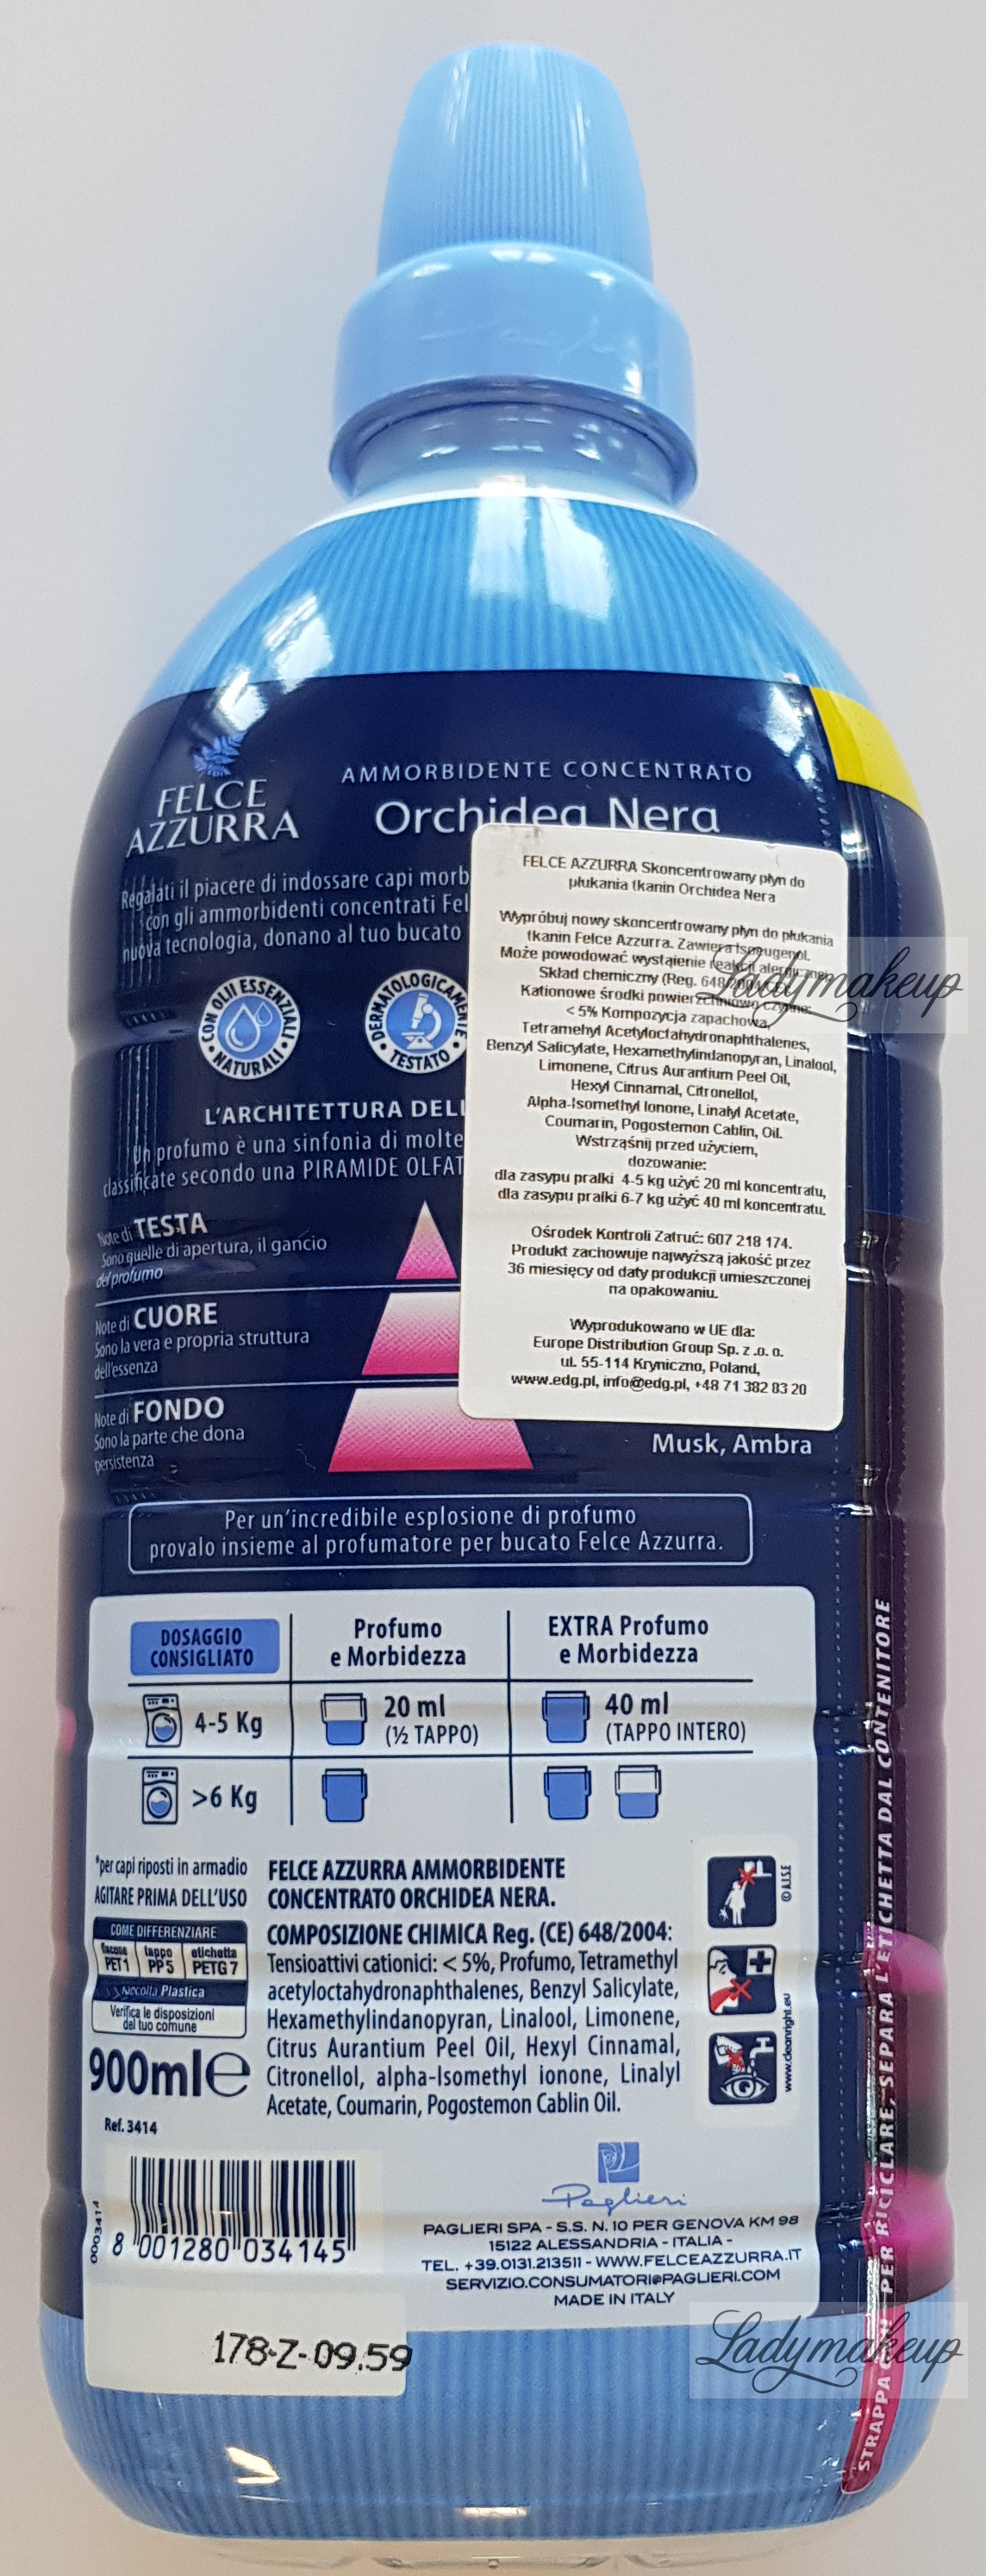 FELCE
AZZURRA
AMMORBIDENTE CONCENTRATO
Orchidea Nera
Regalati il piacere di indossare capi morb
con gli ammorbidenti concentrati Fel
nuova tecnologia, donano al tuo bucato
CON OLII ESSENZIALI
NATURALI
DERMATOLOGICAMENTE
TESTATO
L'ARCHITETTURA DELL
Un profumo è una sinfonia di molte
classificate secondo una PIRAMIDE OLFAT
Note di TESTA
Sono quelle di apertura, il gancio
del profumo
Note di CUORE
Sono la vera e propria struttura
dell'essenza
Note di FONDO
Sono la parte che dona
persistenza
Musk, Ambra
FELCE AZZURRA Skoncentrowany płyn do
płukania tkanin Orchidea Nera
Wypróbuj nowy skoncentrowany płyn do płukania
tkanin Felce Azzurra. Zawiera Isoeugenol.
Może powodować wystąienie reakcji alergicznej
Skład chemiczny (Reg. 648/2004/CE):
Kationowe środki powierzchniowo czynne:
< 5% Kompozycja zapachowa,
Tetramehyl Acetyloctahydronaphthalenes,
Benzyl Salicylate, Hexamethylindanopyran, Linalool,
Limonene, Citrus Aurantium Peel Oil,
Hexyl Cinnamal, Citronellol,
Alpha-Isomethyl Ionone, Linalyl Acetate,
Coumarin, Pogostemon Cablin, Oil.
Wstrząśnij przed użyciem,
dozowanie:
dla zasypu pralki 4-5 kg użyć 20 ml koncentratu,
dla zasypu pralki 6-7 kg użyć 40 ml koncentratu.
Ośrodek Kontroli Zatruć: 607 218 174.
Produkt zachowuje najwyższą jakość przez
36 miesięcy od daty produkcji umieszczonej
na opakowaniu.
Wyprodukowano w UE dla:
Europe Distribution Group Sp. z .o. o.
ul. 55-114 Kryniczno, Poland,
www.edg.pl, info@edg.pl, +48 71 382 83 20
Ladymakeup
Per un'incredibile esplosione di profumo
provalo insieme al profumatore per bucato Felce Azzurra.
DOSAGGIO
CONSIGLIATO
Profumo
e Morbidezza
EXTRA Profumo
e Morbidezza
4-5 Kg
20 ml
(½ TAPPO)
40 ml
(TAPPO INTERO)
>6 Kg
*per capi riposti in armadio
AGITARE PRIMA DELL'USO
COME DIFFERENZIARE
flacone
PET1
tappo
PP5
etichetta
PETG7
Raccolta Plastica
Verifica le disposizioni
del tuo comune
900ml e
Ref. 3414
FELCE AZZURRA AMMORBIDENTE
CONCENTRATO ORCHIDEA NERA.
COMPOSIZIONE CHIMICA Reg. (CE) 648/2004:
Tensioattivi cationici: < 5%, Profumo, Tetramethyl
acetyloctahydronaphthalenes, Benzyl Salicylate,
Hexamethylindanopyran, Linalool, Limonene,
Citrus Aurantium Peel Oil, Hexyl Cinnamal,
Citronellol, alpha-Isomethyl ionone, Linalyl
Acetate, Coumarin, Pogostemon Cablin Oil.
© A.I.S.E
www.cleanright.eu
0003414
8 001280 034145
Paglieri
PAGLIERI SPA - S.S. N. 10 PER GENOVA KM 98
15122 ALESSANDRIA - ITALIA -
TEL. +39.0131.213511 - WWW.FELCEAZZURRA.IT
SERVIZIO.CONSUMATORI@PAGLIERI.COM
MADE IN ITALY
178-Z-09.59
Ladymakeup
STRAPPA QUI PER RICICLARE, SEPARA L'ETICHETTA DAL CONTENITORE